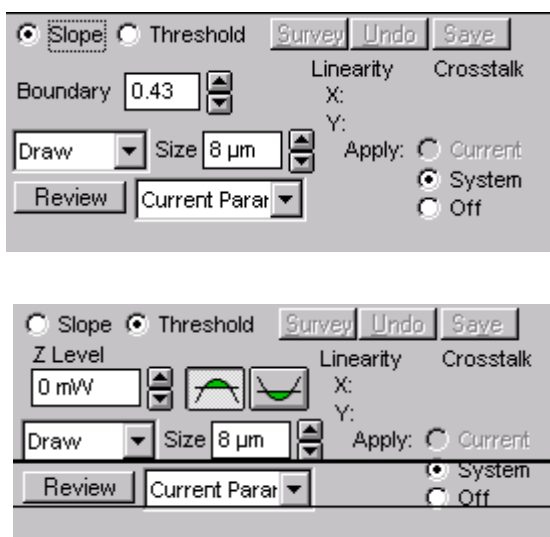 Slope Threshold Survey Undo Save
Linearity Crosstalk
Boundary 0.43 X:
Y:
Draw Size 8 µm Apply: Current
System
Review Current Parar Off
Slope Threshold Survey Undo Save
Z Level Linearity Crosstalk
0 mW X:
Y:
Draw Size 8 µm Apply: Current
System
Review Current Parar Off